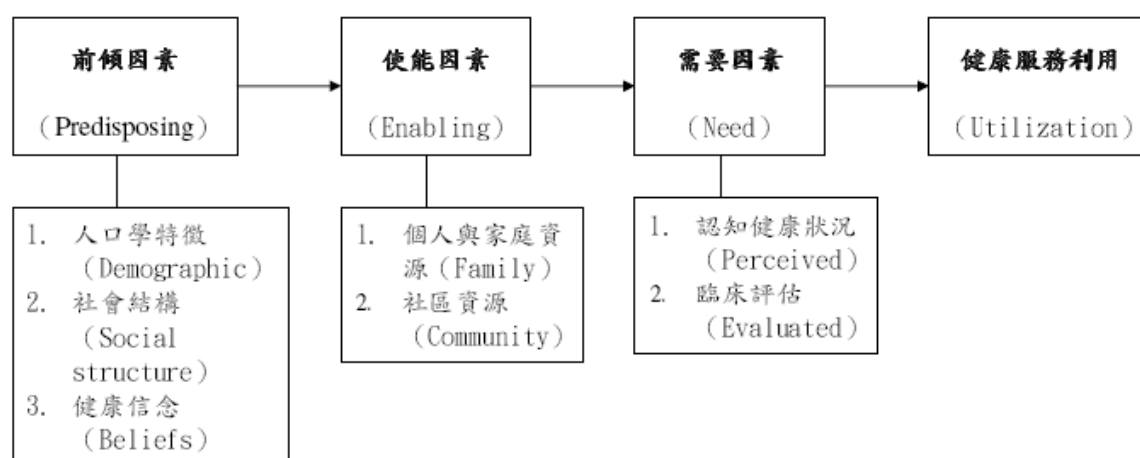 前傾因素
（Predisposing）
使能因素
（Enabling）
需要因素
（Need）
健康服務利用
（Utilization）
1. 人口學特徵
（Demographic）
2. 社會結構
（Social
structure）
3. 健康信念
（Beliefs）
1. 個人與家庭資
源（Family）
2. 社區資源
（Community）
1. 認知健康狀況
（Perceived）
2. 臨床評估
（Evaluated）